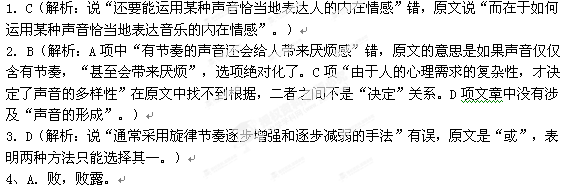 1. C(解析:说“还要能运用某种声音恰当地表达人的内在情感”错,原文说“而在于如何
运用某种声音恰当地表达音乐的内在情感”。)
2. B(解析:A项中“有节奏的声音还会给人带来厌烦感”错,原文的意思是如果声音仅仅
含有节奏,“甚至会带来厌烦”,选项绝对化了。C项“由于人的心理需求的复杂性,才决
定了声音的多样性”在原文中找不到根据,二者之间不是“决定”关系。D项文章中没有涉
及“声音的形成”。)
3. D(解析:说“通常采用旋律节奏逐步增强和逐步减弱的手法”有误,原文是“或”,表
明两种方法只能选择其一。)
4、A. 败,败露。